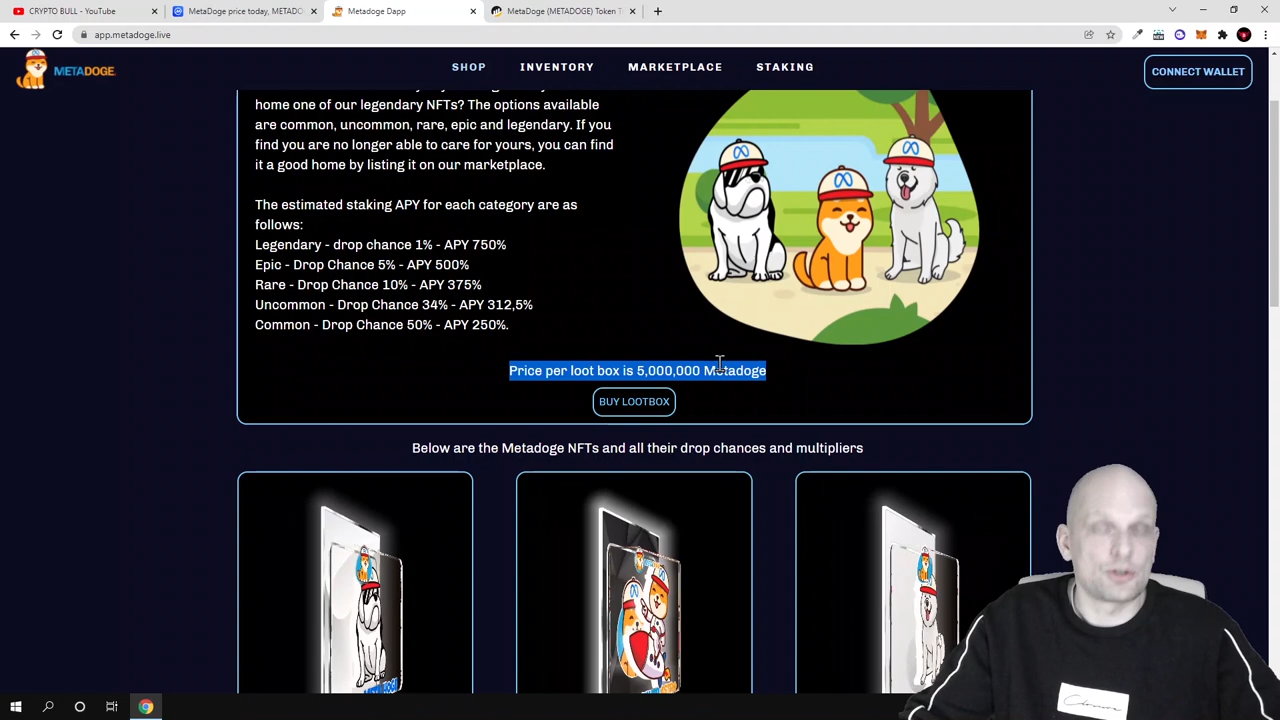 CRYPTO BULL - YouTube
MetaDoge price today, METADO
Metadoge Dapp
MetaDoge (METADOGE) Token T
app.metadoge.live
METADOGE
SHOP
INVENTORY
MARKETPLACE
STAKING
CONNECT WALLET
home one of our legendary NFTs? The options available
are common, uncommon, rare, epic and legendary. If you
find you are no longer able to care for yours, you can find
it a good home by listing it on our marketplace.
The estimated staking APY for each category are as
follows:
Legendary - drop chance 1% - APY 750%
Epic - Drop Chance 5% - APY 500%
Rare - Drop Chance 10% - APY 375%
Uncommon - Drop Chance 34% - APY 312,5%
Common - Drop Chance 50% - APY 250%.
Price per loot box is 5,000,000 Metadoge
BUY LOOTBOX
Below are the Metadoge NFTs and all their drop chances and multipliers